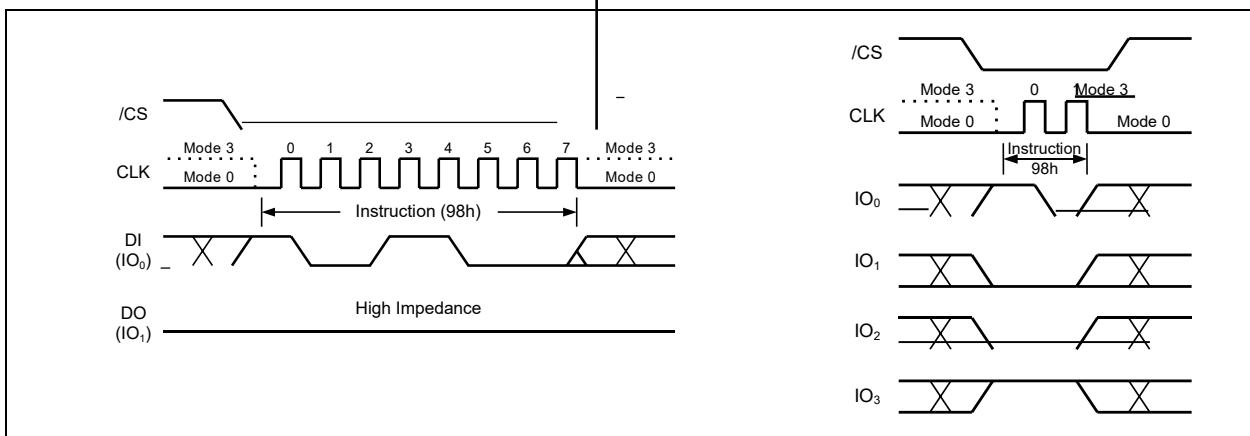 /CS
Mode 3 0 1 2 3 4 5 6 7 Mode 3
CLK
Mode 0 Mode 0
Instruction (98h)
DI
(IO₀)
High Impedance
DO
(IO₁)
/CS
Mode 3 0 1 Mode 3
CLK
Mode 0 Mode 0
Instruction
98h
IO₀
IO₁
IO₂
IO₃